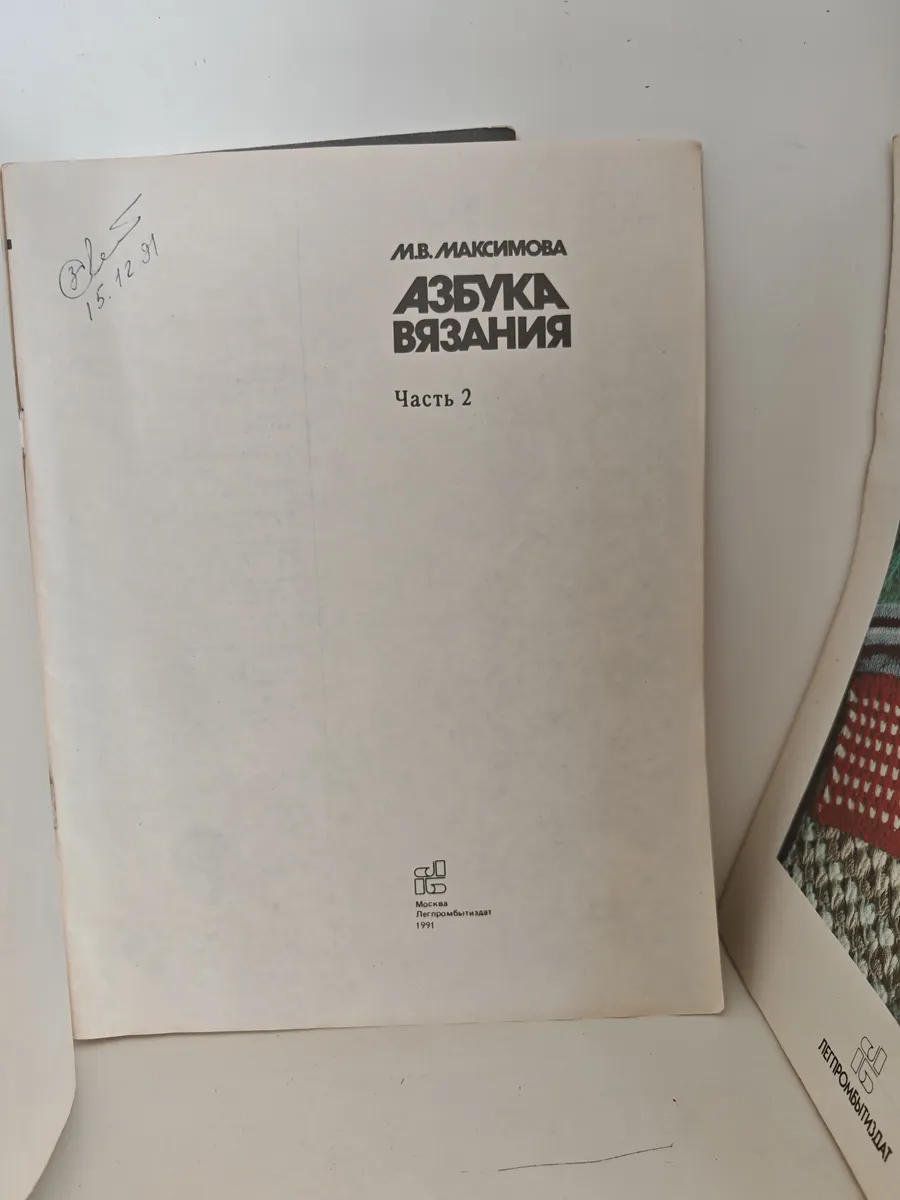 15.12 91
М.В. МАКСИМОВА
АЗБУКА
ВЯЗАНИЯ
Часть 2
Москва
Легпромбытиздат
1991
ЛЕГПРОМБЫТИЗДАТ